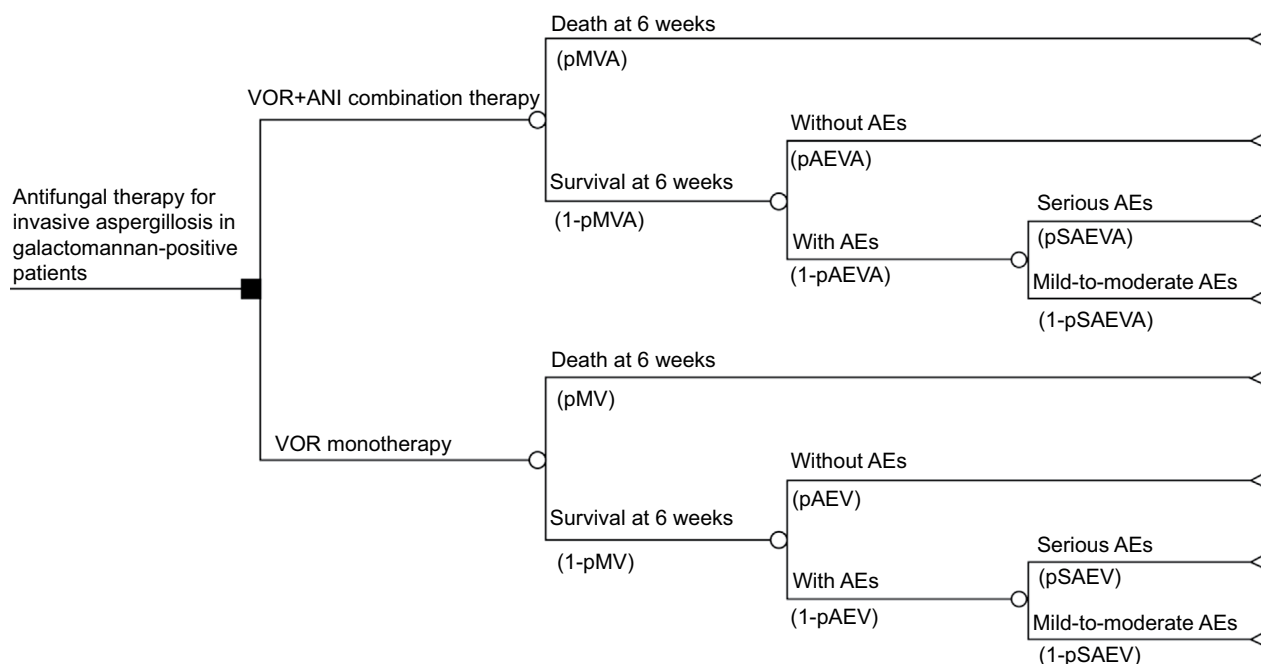 Death at 6 weeks
(pMVA)
VOR+ANI combination therapy
Without AEs
(pAEVA)
Survival at 6 weeks
(1-pMVA)
Serious AEs
(pSAEVA)
With AEs
(1-pAEVA)
Mild-to-moderate AEs
(1-pSAEVA)
Antifungal therapy for
invasive aspergillosis in
galactomannan-positive
patients
Death at 6 weeks
(pMV)
VOR monotherapy
Without AEs
(pAEV)
Survival at 6 weeks
(1-pMV)
Serious AEs
(pSAEV)
With AEs
(1-pAEV)
Mild-to-moderate AEs
(1-pSAEV)